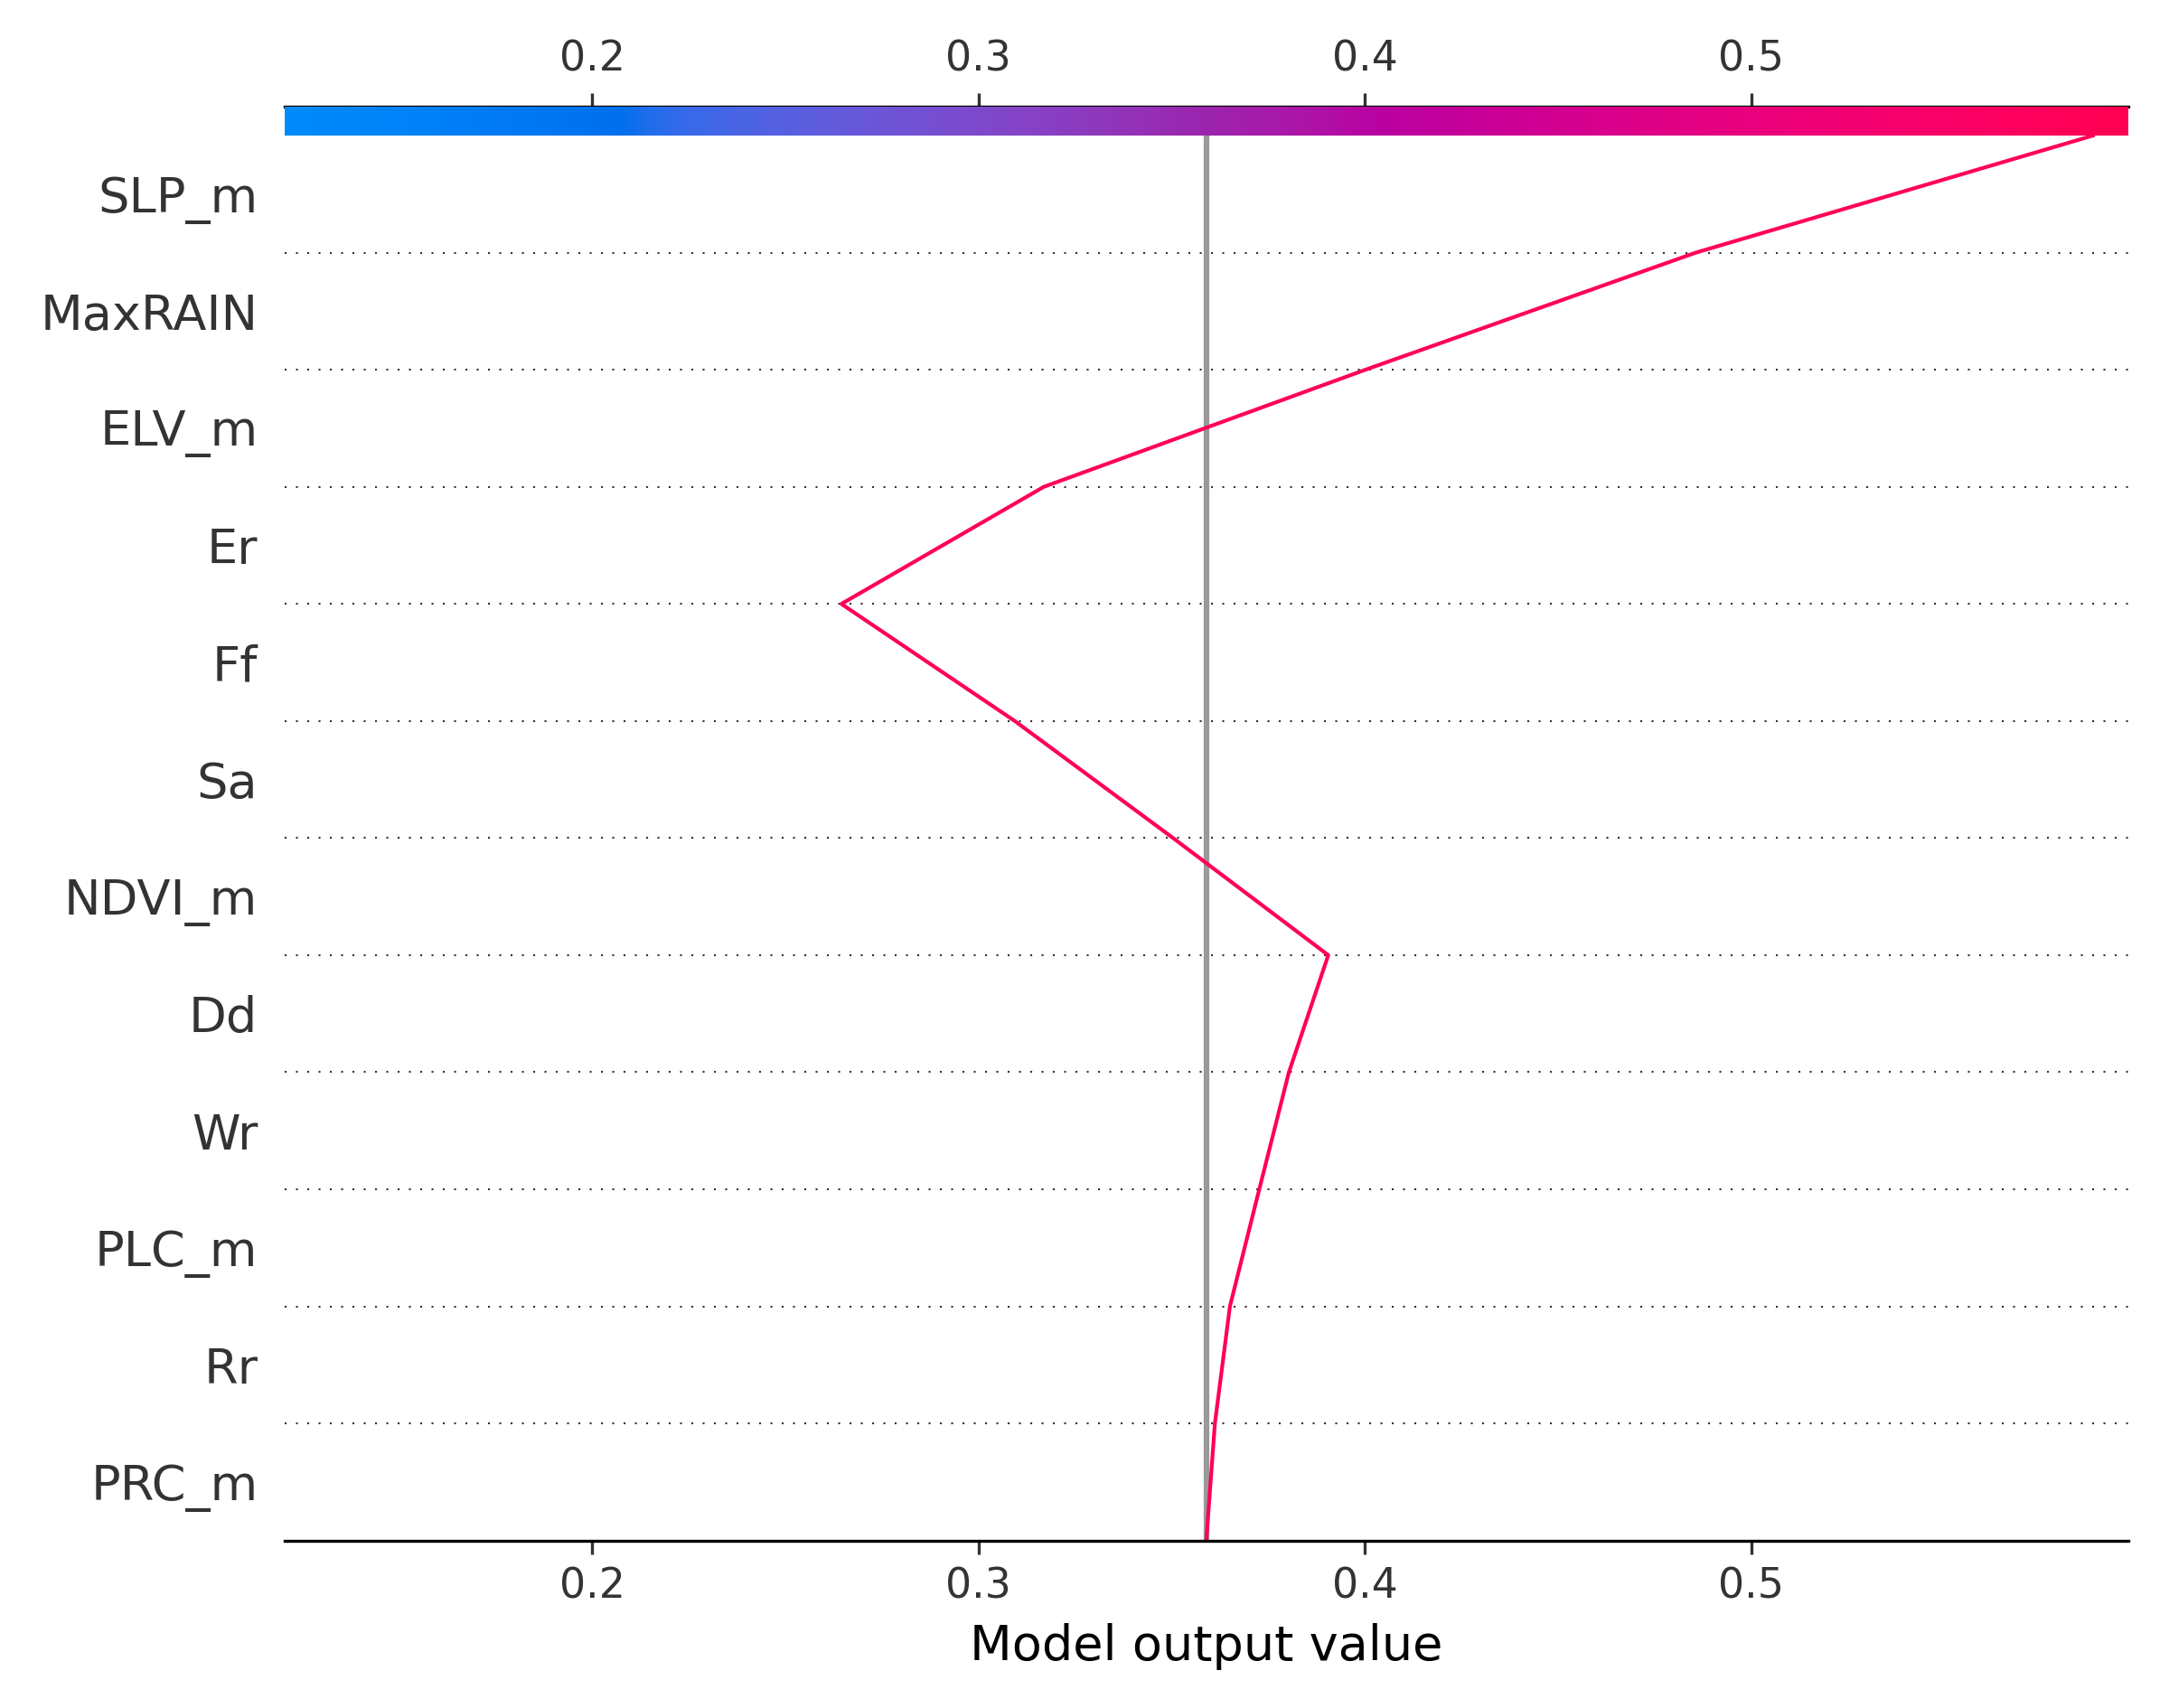 0.2 0.3 0.4 0.5
SLP_m
MaxRAIN
ELV_m
Er
Ff
Sa
NDVI_m
Dd
Wr
PLC_m
Rr
PRC_m
0.2 0.3 0.4 0.5
Model output value